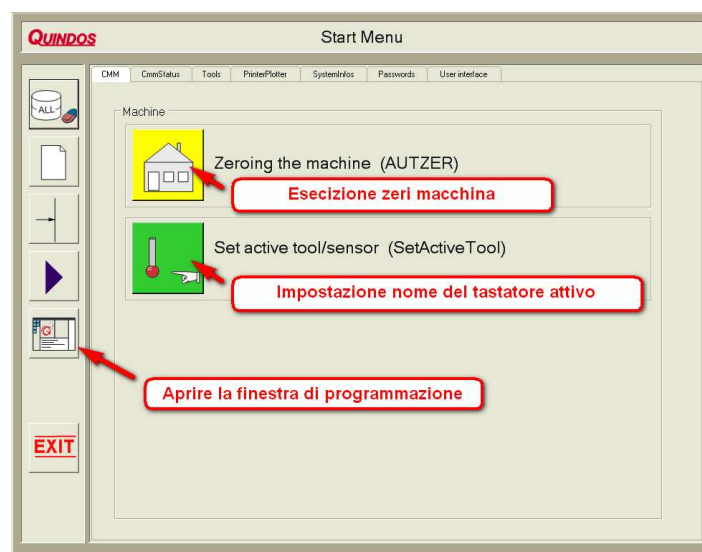 QUINDOS
Start Menu
CMM CmmStatus Tools PrinterPlotter SystemInfos Passwords User interface
ALL
Machine
Zeroing the machine (AUTZER)
Esecizione zeri macchina
Set active tool/sensor (SetActiveTool)
Impostazione nome del tastatore attivo
Q
Aprire la finestra di programmazione
EXIT